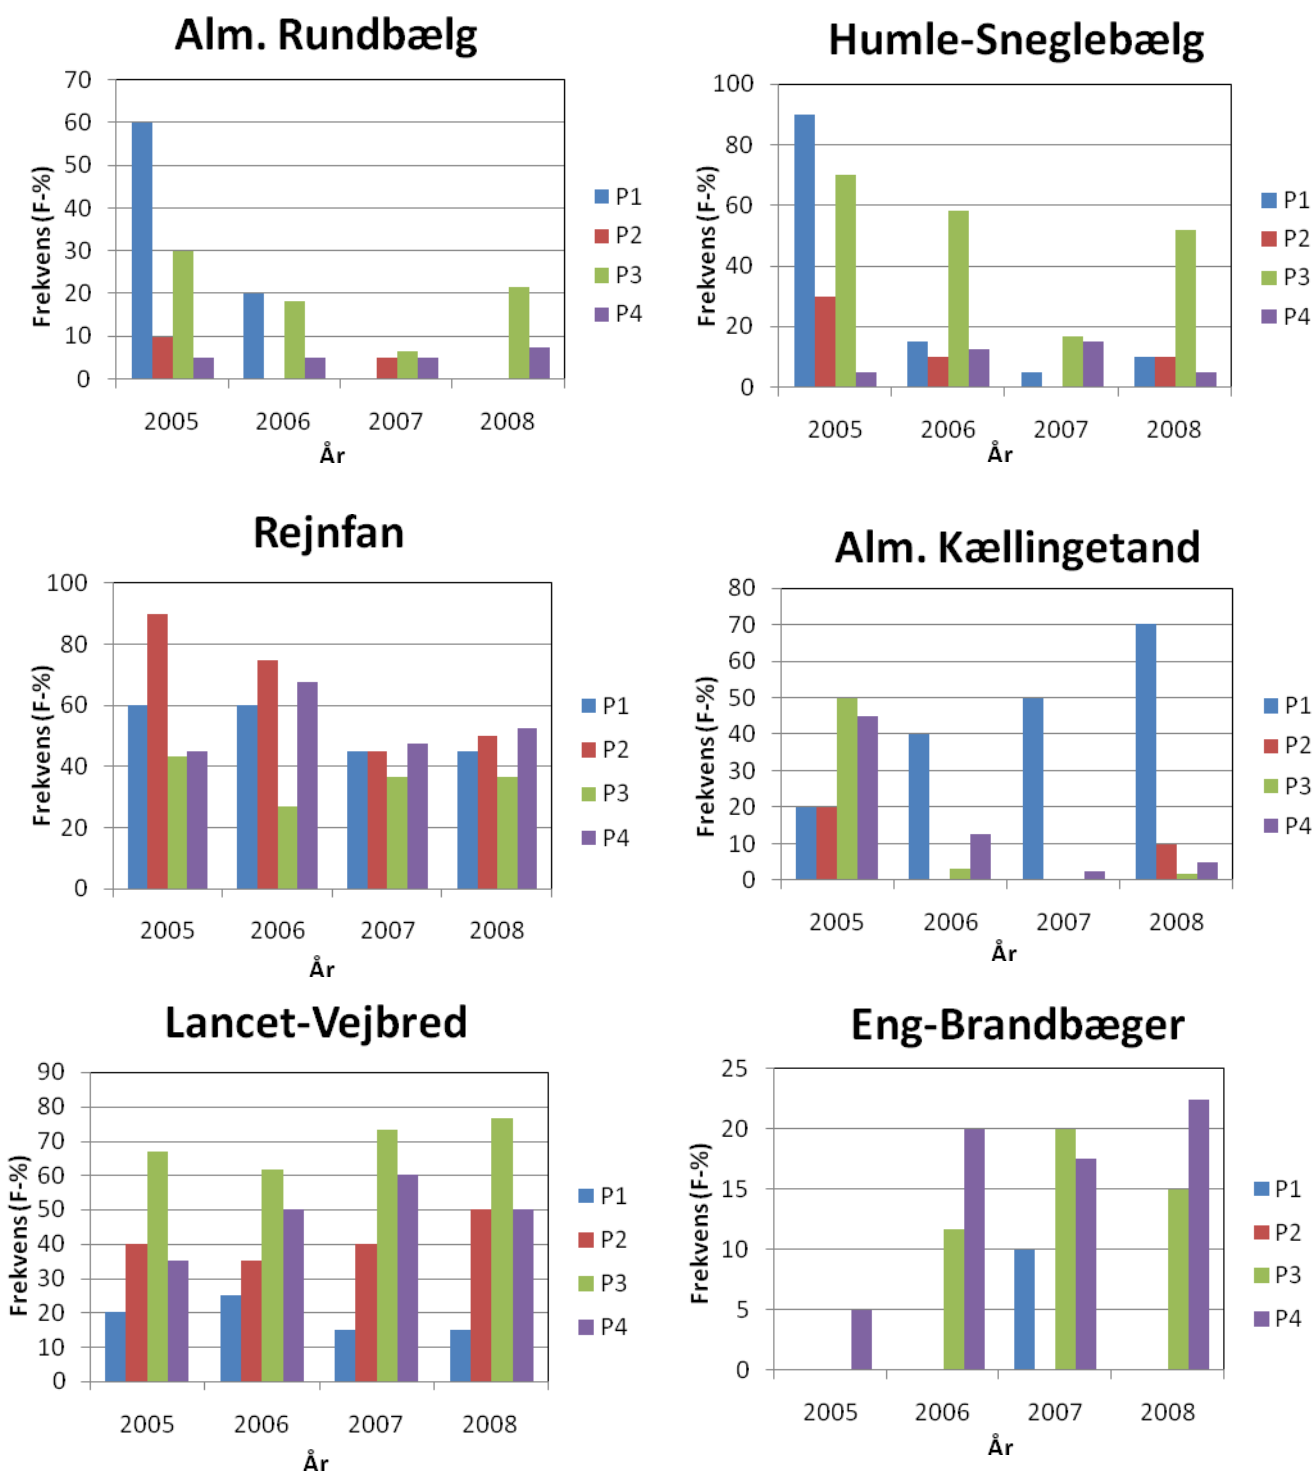 Alm. Rundbælg
70
60
50
40
30
20
10
0
Frekvens (F-%)
2005 2006 2007 2008
År
P1
P2
P3
P4
Humle-Sneglebælg
100
80
60
40
20
0
Frekvens (F-%)
2005 2006 2007 2008
År
P1
P2
P3
P4
Rejnfan
100
80
60
40
20
0
Frekvens (F-%)
2005 2006 2007 2008
År
P1
P2
P3
P4
Alm. Kællingetand
80
70
60
50
40
30
20
10
0
Frekvens (F-%)
2005 2006 2007 2008
År
P1
P2
P3
P4
Lancet-Vejbred
90
80
70
60
50
40
30
20
10
0
Frekvens (F-%)
2005 2006 2007 2008
År
P1
P2
P3
P4
Eng-Brandbæger
25
20
15
10
5
0
Frekvens (F-%)
2005 2006 2007 2008
År
P1
P2
P3
P4